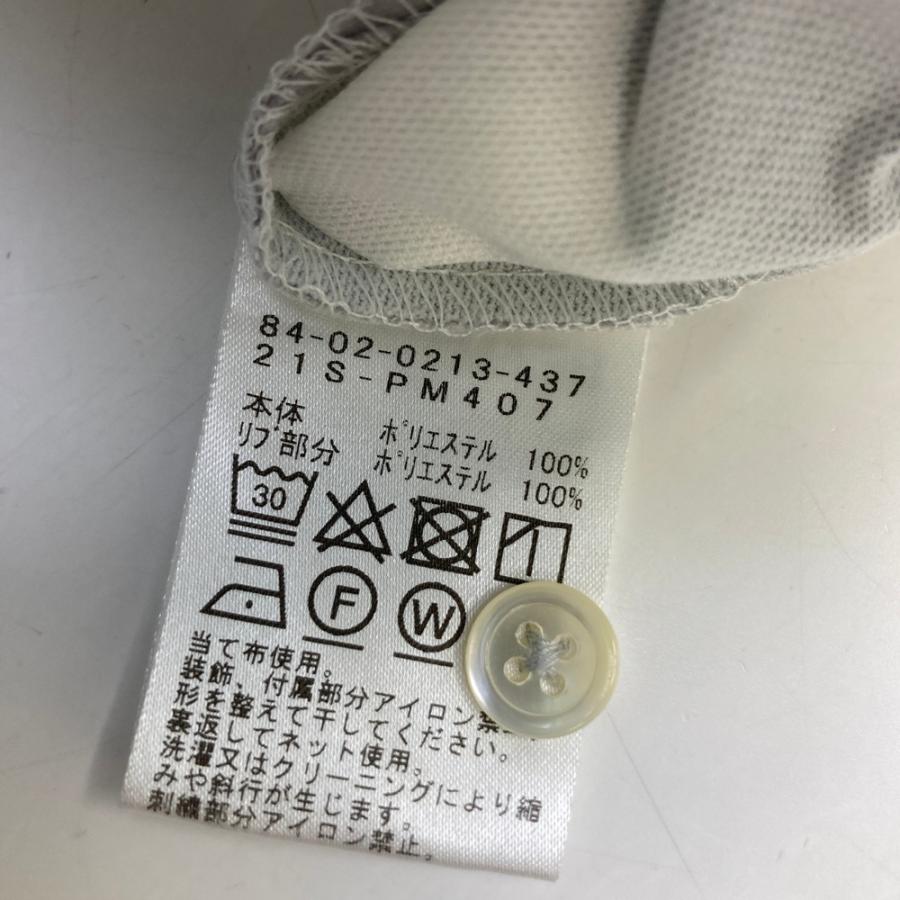 84-02-0213-437
21S-PM407
本体 ポリエステル 100%
リブ部分 ポリエステル 100%
30
F W
当て布使用。
装飾、付属部分アイロン禁
形を整えて干してください。
裏返してネット使用。
洗濯又はクリーニングにより縮
みや斜行が生じます。
刺繍部分アイロン禁止。